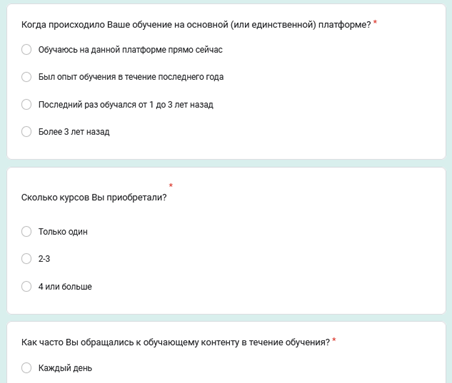 Когда происходило Ваше обучение на основной (или единственной) платформе? *
Обучаюсь на данной платформе прямо сейчас
Был опыт обучения в течение последнего года
Последний раз обучался от 1 до 3 лет назад
Более 3 лет назад
Сколько курсов Вы приобретали? *
Только один
2-3
4 или больше
Как часто Вы обращались к обучающему контенту в течение обучения? *
Каждый день